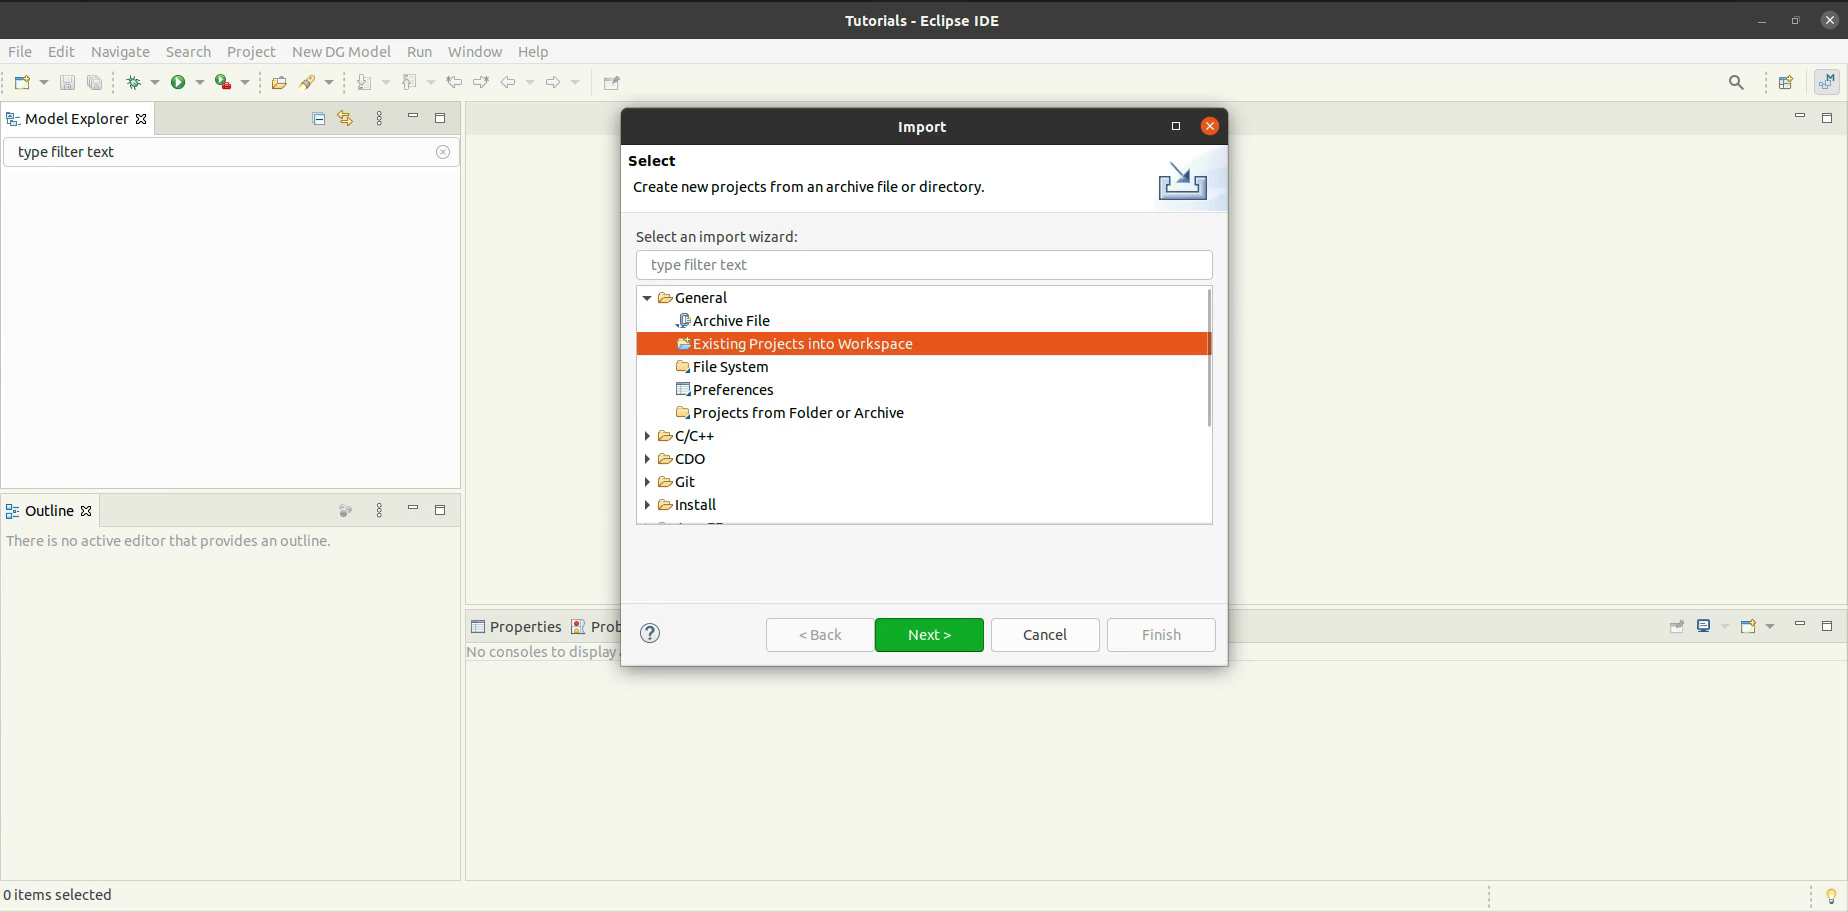 Tutorials - Eclipse IDE
File Edit Navigate Search Project New DG Model Run Window Help
Model Explorer
type filter text
Import
Select
Create new projects from an archive file or directory.
Select an import wizard:
type filter text
General
Archive File
Existing Projects into Workspace
File System
Preferences
Projects from Folder or Archive
C/C++
CDO
Git
Install
Outline
There is no active editor that provides an outline.
Properties
No consoles to display
< Back Next > Cancel Finish
0 items selected